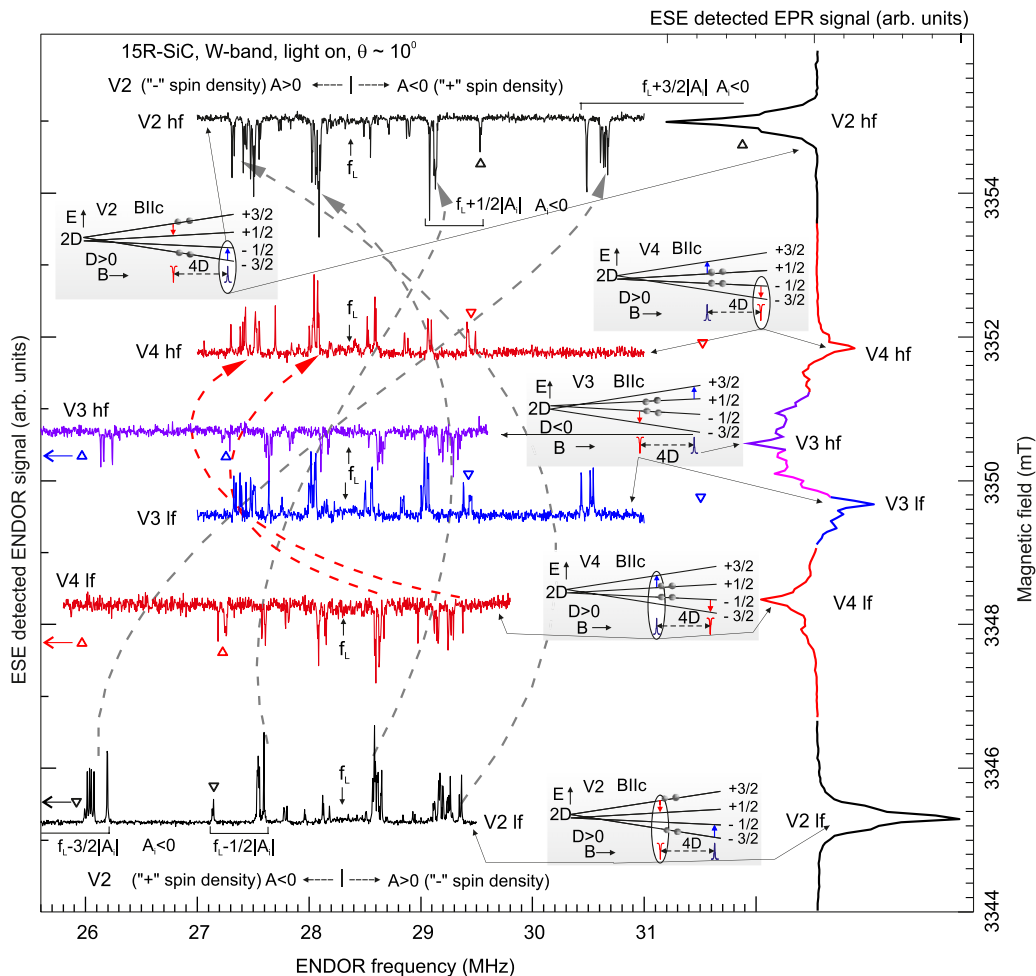 ESE detected EPR signal (arb. units)
15R-SiC, W-band, light on, θ ~ 10⁰
V2 ("-" spin density) A>0 A<0 ("+" spin density)
f_L+3/2|A_i| A_i<0
V2 hf
V2 hf
f_L
f_L+1/2|A_i| A_i<0
E V2 BIIc
2D
+3/2
+1/2
- 1/2
- 3/2
D>0
B
4D
E V4 BIIc
2D
+3/2
+1/2
- 1/2
- 3/2
D>0
B
4D
f_L
V4 hf
V4 hf
E V3 BIIc
2D
+3/2
+1/2
- 1/2
- 3/2
D<0
B
4D
V3 hf
V3 hf
f_L
f_L
V3 lf
V3 lf
E V4 BIIc
2D
+3/2
+1/2
- 1/2
- 3/2
D>0
B
4D
V4 lf
V4 lf
f_L
E V2 BIIc
2D
+3/2
+1/2
- 1/2
- 3/2
D>0
B
4D
f_L
V2 lf
V2 lf
f_L-3/2|A_i| A_i<0 f_L-1/2|A_i|
V2 ("+" spin density) A<0 A>0 ("-" spin density)
26 27 28 29 30 31
ENDOR frequency (MHz)
ESE detected ENDOR signal (arb. units)
3354
3352
3350
3348
3346
3344
Magnetic field (mT)